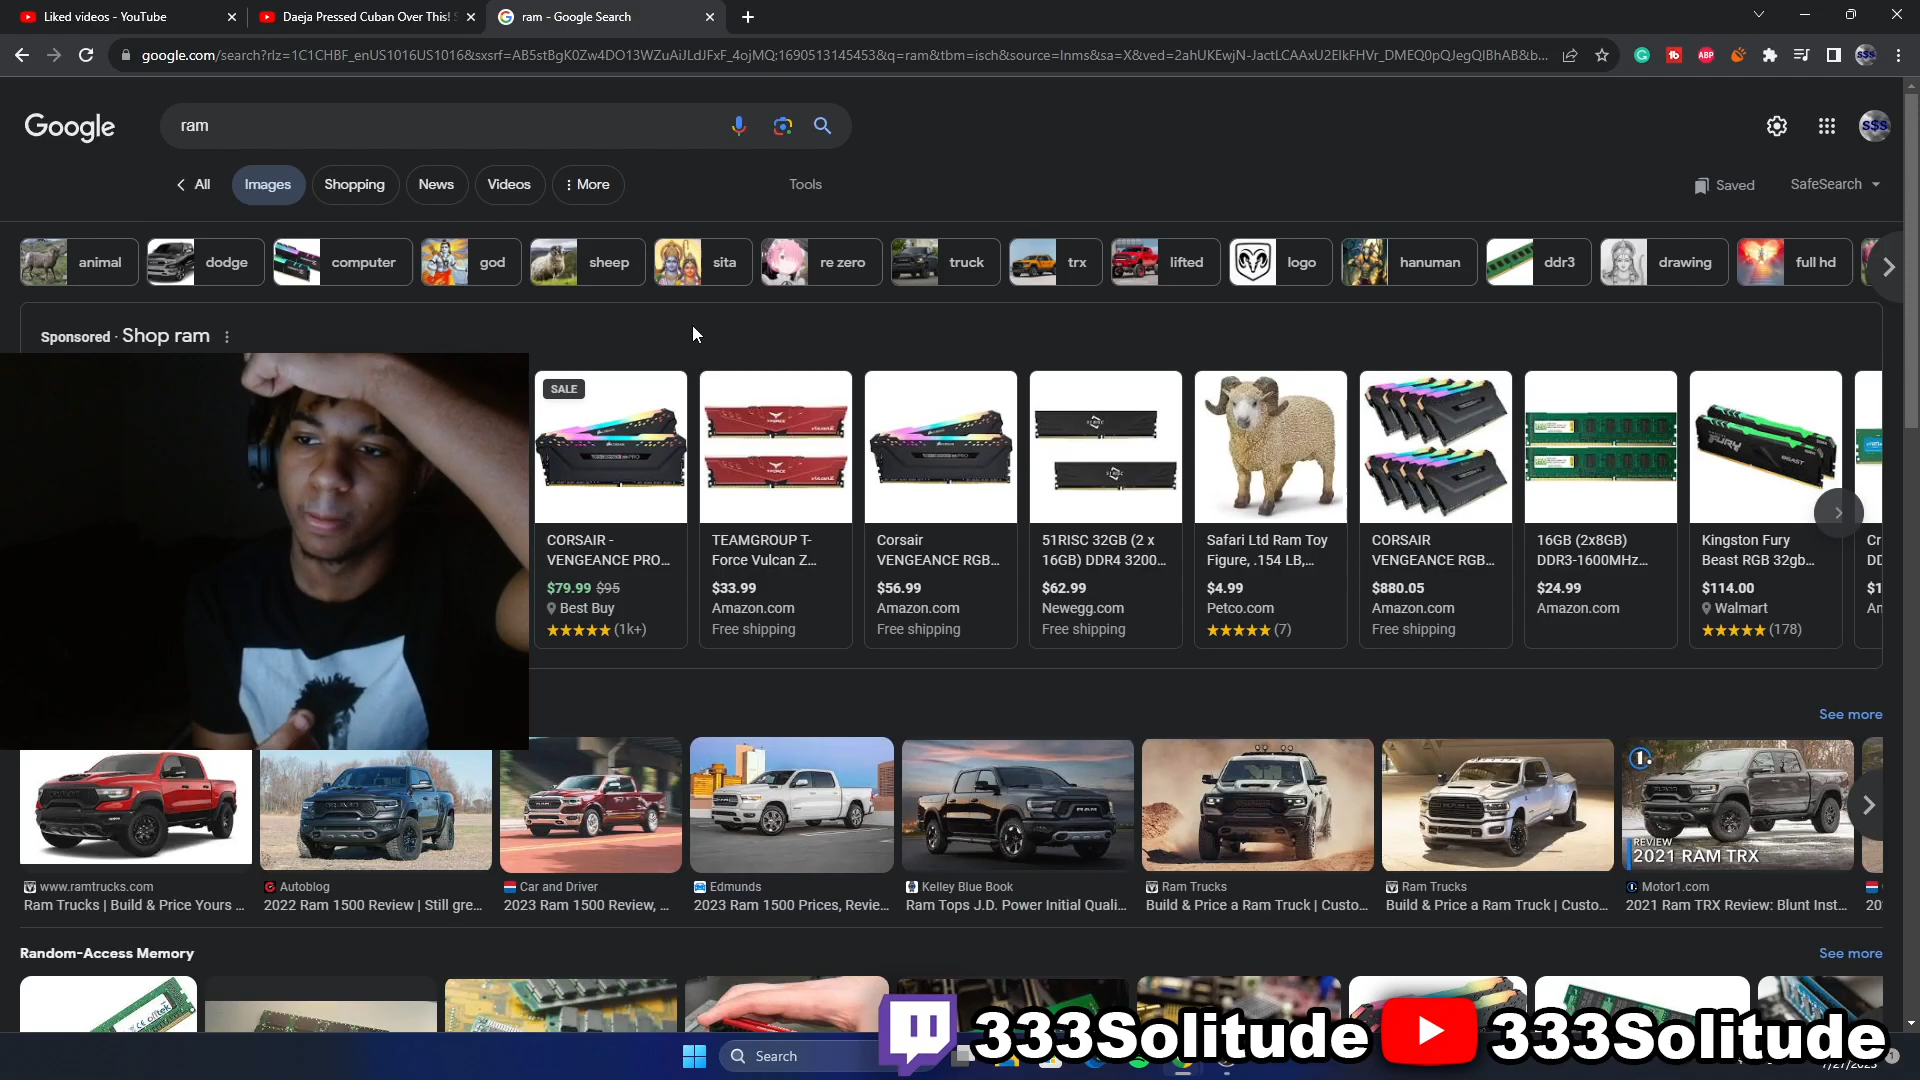 Liked videos - YouTube
Daeja Pressed Cuban Over This! S
ram - Google Search
google.com/search?rlz=1C1CHBF_enUS1016US1016&sxsrf=AB5stBgK0Zw4DO13WZuAiJLdJFxF_4ojMQ:1690513145453&q=ram&tbm=isch&source=lnms&sa=X&ved=2ahUKEwjN-JactLCAAxU2EIkFHVr_DMEQ0pQJegQIBhAB&b...
Google
ram
$$$
All
Images
Shopping
News
Videos
More
Tools
Saved
SafeSearch
animal
dodge
computer
god
sheep
sita
re zero
truck
trx
lifted
logo
hanuman
ddr3
drawing
full hd
Sponsored · Shop ram
SALE
CORSAIR -
VENGEANCE PRO...
$79.99 $95
Best Buy
(1k+)
TEAMGROUP T-
Force Vulcan Z...
$33.99
Amazon.com
Free shipping
Corsair
VENGEANCE RGB...
$56.99
Amazon.com
Free shipping
51RISC 32GB (2 x
16GB) DDR4 3200...
$62.99
Newegg.com
Free shipping
Safari Ltd Ram Toy
Figure, .154 LB,...
$4.99
Petco.com
(7)
CORSAIR
VENGEANCE RGB...
$880.05
Amazon.com
Free shipping
16GB (2x8GB)
DDR3-1600MHz...
$24.99
Amazon.com
Kingston Fury
Beast RGB 32gb...
$114.00
Walmart
(178)
Cr
DD
$1
An
See more
REVIEW
2021 RAM TRX
www.ramtrucks.com
Ram Trucks | Build & Price Yours ...
Autoblog
2022 Ram 1500 Review | Still gre...
Car and Driver
2023 Ram 1500 Review, ...
Edmunds
2023 Ram 1500 Prices, Revie...
Kelley Blue Book
Ram Tops J.D. Power Initial Quali...
Ram Trucks
Build & Price a Ram Truck | Custo...
Ram Trucks
Build & Price a Ram Truck | Custo...
Motor1.com
2021 Ram TRX Review: Blunt Inst...
20
Random-Access Memory
See more
333Solitude
333Solitude
Search